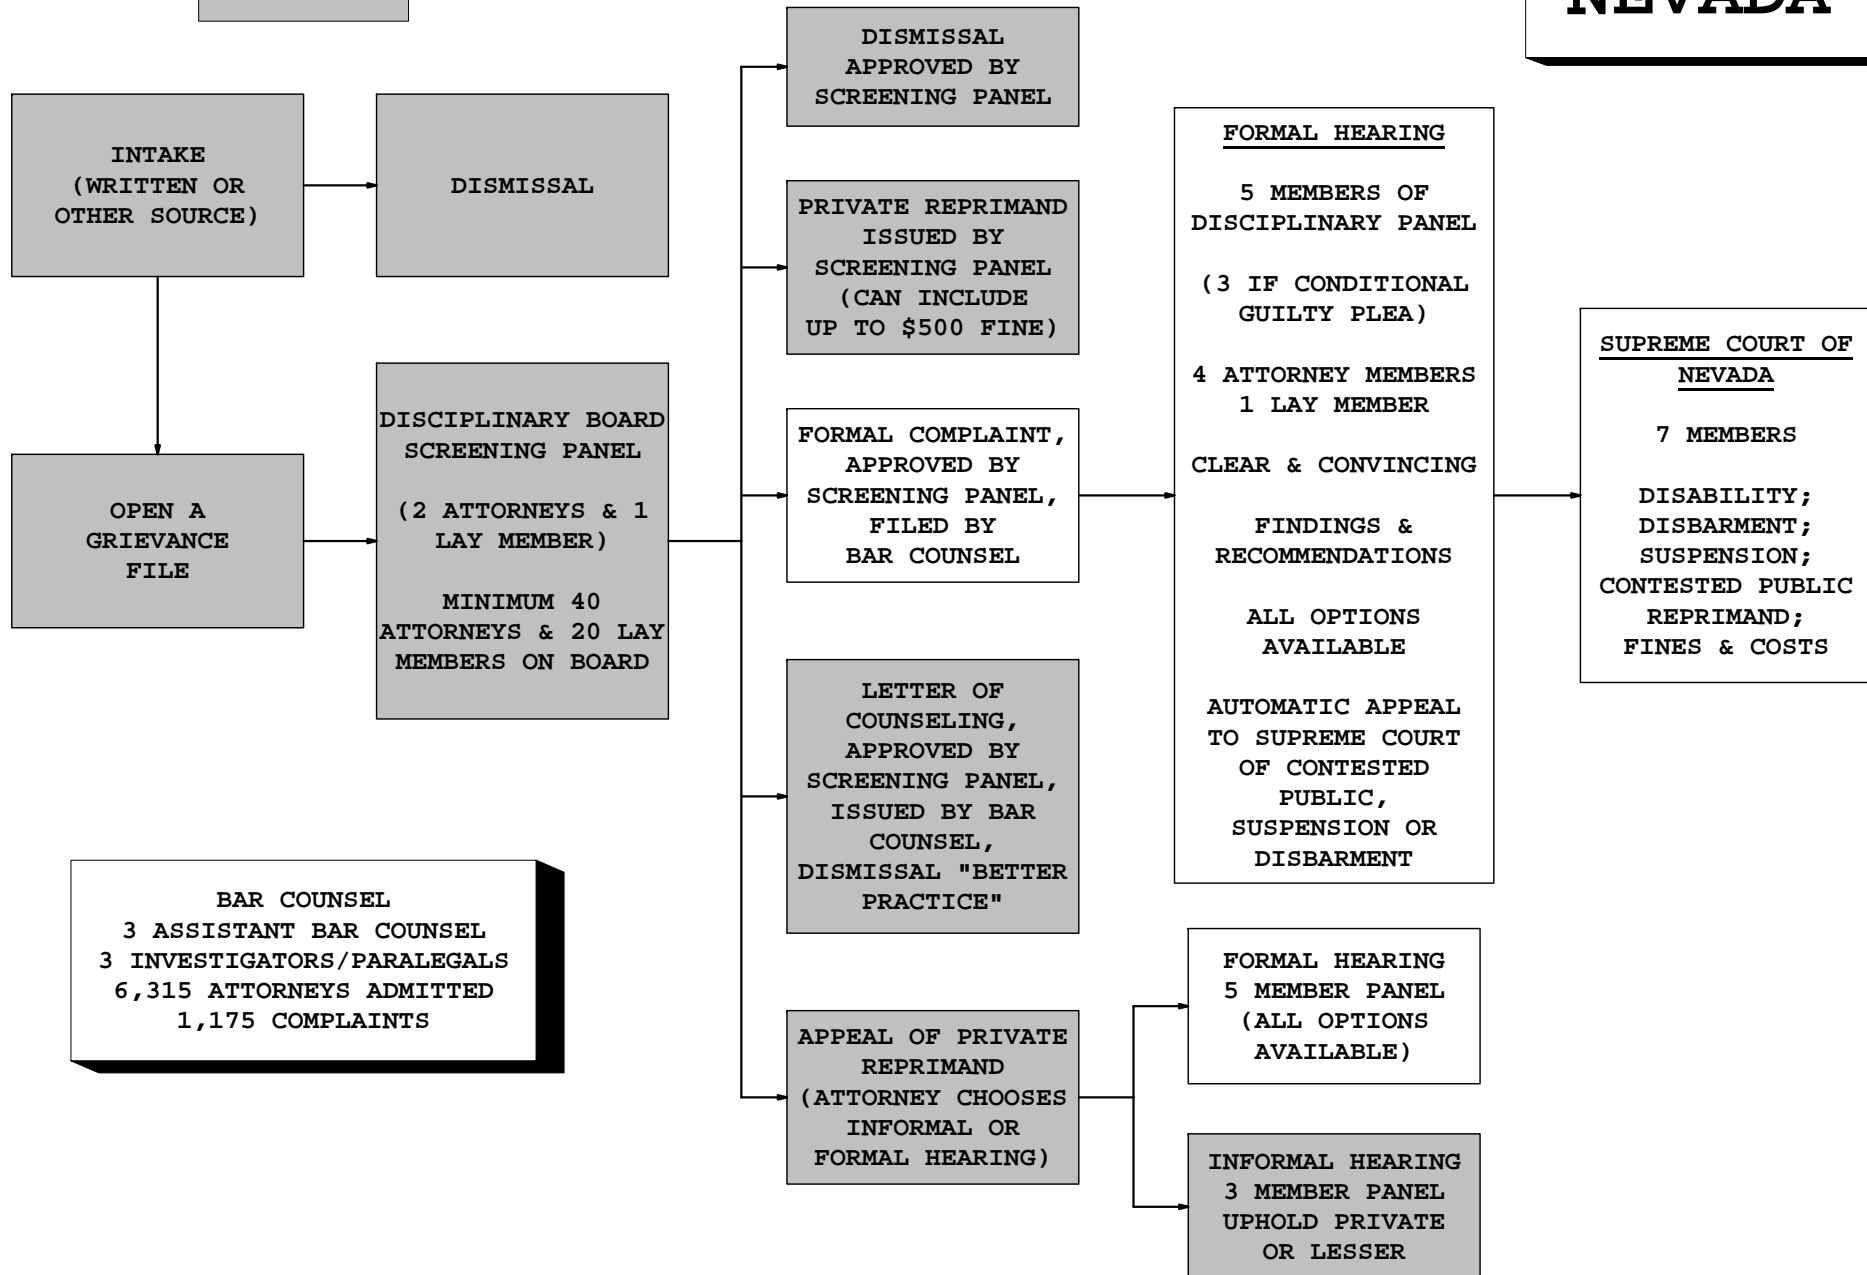 NEVADA
INTAKE
(WRITTEN OR
OTHER SOURCE)
DISMISSAL
OPEN A
GRIEVANCE
FILE
DISCIPLINARY BOARD
SCREENING PANEL
(2 ATTORNEYS & 1
LAY MEMBER)
MINIMUM 40
ATTORNEYS & 20 LAY
MEMBERS ON BOARD
DISMISSAL
APPROVED BY
SCREENING PANEL
PRIVATE REPRIMAND
ISSUED BY
SCREENING PANEL
(CAN INCLUDE
UP TO $500 FINE)
FORMAL COMPLAINT,
APPROVED BY
SCREENING PANEL,
FILED BY
BAR COUNSEL
LETTER OF
COUNSELING,
APPROVED BY
SCREENING PANEL,
ISSUED BY BAR
COUNSEL,
DISMISSAL "BETTER
PRACTICE"
APPEAL OF PRIVATE
REPRIMAND
(ATTORNEY CHOOSES
INFORMAL OR
FORMAL HEARING)
FORMAL HEARING
5 MEMBERS OF
DISCIPLINARY PANEL
(3 IF CONDITIONAL
GUILTY PLEA)
4 ATTORNEY MEMBERS
1 LAY MEMBER
CLEAR & CONVINCING
FINDINGS &
RECOMMENDATIONS
ALL OPTIONS
AVAILABLE
AUTOMATIC APPEAL
TO SUPREME COURT
OF CONTESTED
PUBLIC,
SUSPENSION OR
DISBARMENT
SUPREME COURT OF
NEVADA
7 MEMBERS
DISABILITY;
DISBARMENT;
SUSPENSION;
CONTESTED PUBLIC
REPRIMAND;
FINES & COSTS
FORMAL HEARING
5 MEMBER PANEL
(ALL OPTIONS
AVAILABLE)
INFORMAL HEARING
3 MEMBER PANEL
UPHOLD PRIVATE
OR LESSER
BAR COUNSEL
3 ASSISTANT BAR COUNSEL
3 INVESTIGATORS/PARALEGALS
6,315 ATTORNEYS ADMITTED
1,175 COMPLAINTS